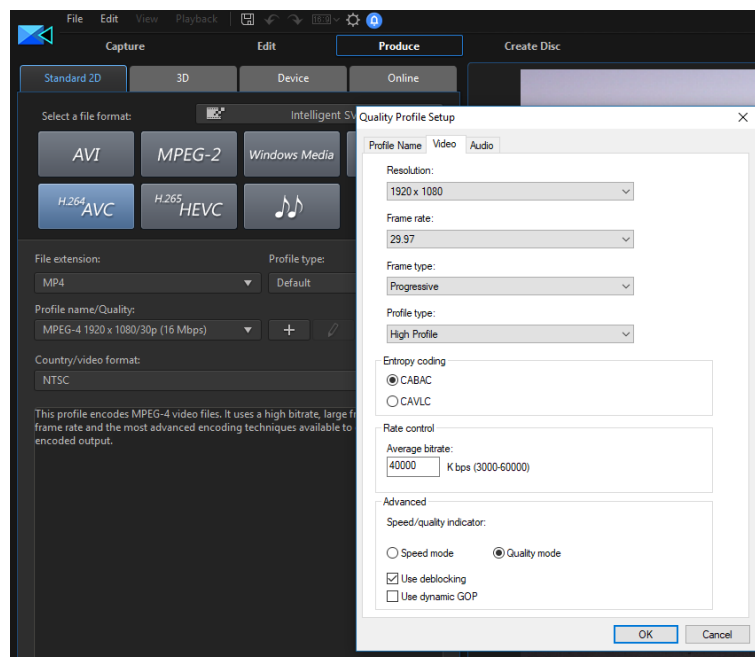 File Edit View Playback 16:9
Capture Edit Produce Create Disc
Standard 2D 3D Device Online
Select a file format: Intelligent SV
AVI MPEG-2 Windows Media
H.264 AVC H.265 HEVC
File extension: Profile type:
MP4 Default
Profile name/Quality:
MPEG-4 1920 x 1080/30p (16 Mbps)
Country/video format:
NTSC
This profile encodes MPEG-4 video files. It uses a high bitrate, large fr
frame rate and the most advanced encoding techniques available to
encoded output.
Quality Profile Setup
Profile Name Video Audio
Resolution:
1920 x 1080
Frame rate:
29.97
Frame type:
Progressive
Profile type:
High Profile
Entropy coding
CABAC
CAVLC
Rate control
Average bitrate:
40000 K bps (3000-60000)
Advanced
Speed/quality indicator:
Speed mode Quality mode
Use deblocking
Use dynamic GOP
OK Cancel